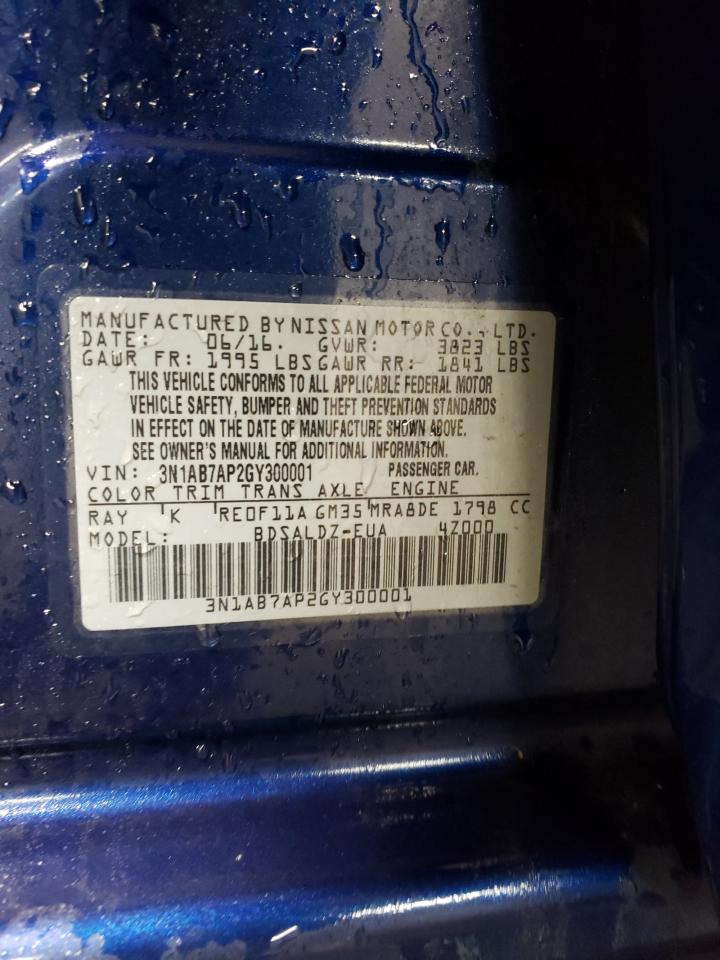 MANUFACTURED BY NISSAN MOTOR CO., LTD.
DATE: 06/16. GVWR: 3823 LBS
GAWR FR: 1995 LBS GAWR RR: 1841 LBS
THIS VEHICLE CONFORMS TO ALL APPLICABLE FEDERAL MOTOR
VEHICLE SAFETY, BUMPER AND THEFT PREVENTION STANDARDS
IN EFFECT ON THE DATE OF MANUFACTURE SHOWN ABOVE.
SEE OWNER'S MANUAL FOR ADDITIONAL INFORMATION.
VIN: 3N1AB7AP2GY300001 PASSENGER CAR.
COLOR TRIM TRANS AXLE ENGINE
RAY K RE0F11A GM35 MRA8DE 1798 CC
MODEL: BDSALDZ-EUA 4Z000
3N1AB7AP2GY300001